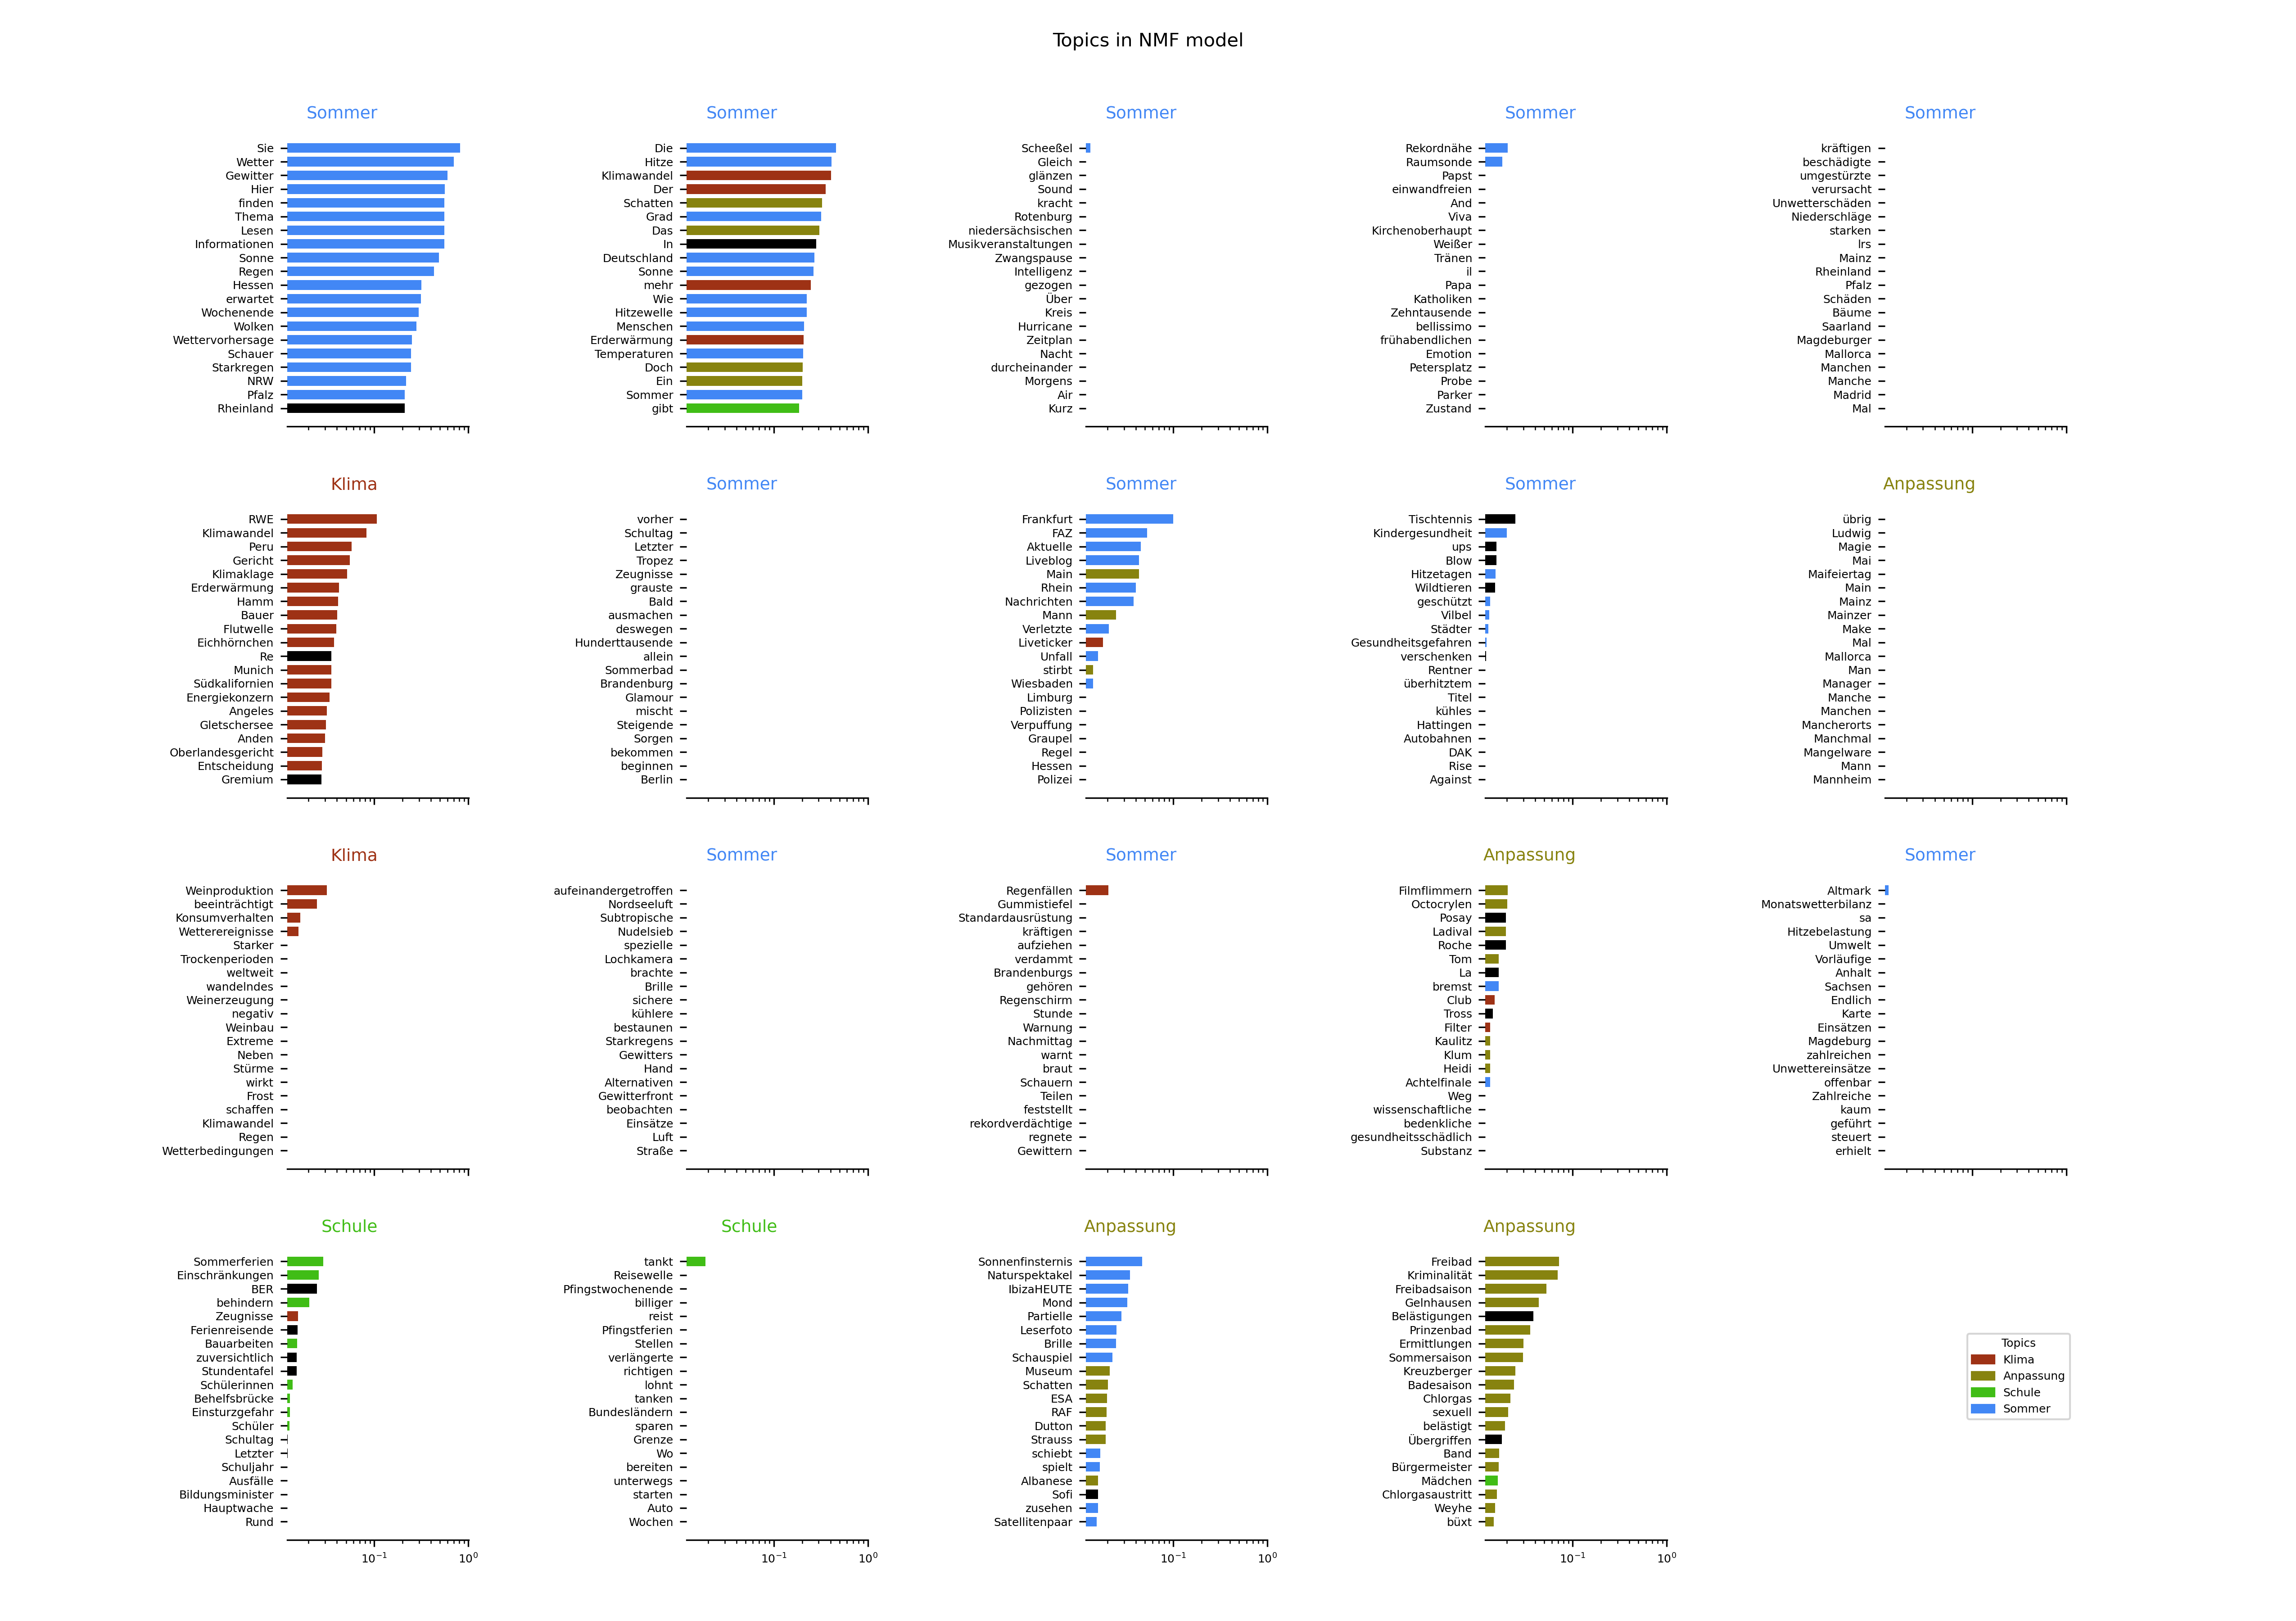 Topics in NMF model
Sommer
Sie
Wetter
Gewitter
Hier
finden
Thema
Lesen
Informationen
Sonne
Regen
Hessen
erwartet
Wochenende
Wolken
Wettervorhersage
Schauer
Starkregen
NRW
Pfalz
Rheinland
Sommer
Die
Hitze
Klimawandel
Der
Schatten
Grad
Das
In
Deutschland
Sonne
mehr
Wie
Hitzewelle
Menschen
Erderwärmung
Temperaturen
Doch
Ein
Sommer
gibt
Sommer
Scheeßel
Gleich
glänzen
Sound
kracht
Rotenburg
niedersächsischen
Musikveranstaltungen
Zwangspause
Intelligenz
gezogen
Über
Kreis
Hurricane
Zeitplan
Nacht
durcheinander
Morgens
Air
Kurz
Sommer
Rekordnähe
Raumsonde
Papst
einwandfreien
And
Viva
Kirchenoberhaupt
Weißer
Tränen
il
Papa
Katholiken
Zehntausende
bellissimo
frühabendlichen
Emotion
Petersplatz
Probe
Parker
Zustand
Sommer
kräftigen
beschädigte
umgestürzte
verursacht
Unwetterschäden
Niederschläge
starken
lrs
Mainz
Rheinland
Pfalz
Schäden
Bäume
Saarland
Magdeburger
Mallorca
Manchen
Manche
Madrid
Mal
Klima
RWE
Klimawandel
Peru
Gericht
Klimaklage
Erderwärmung
Hamm
Bauer
Flutwelle
Eichhörnchen
Re
Munich
Südkalifornien
Energiekonzern
Angeles
Gletschersee
Anden
Oberlandesgericht
Entscheidung
Gremium
Sommer
vorher
Schultag
Letzter
Tropez
Zeugnisse
grauste
Bald
ausmachen
deswegen
Hunderttausende
allein
Sommerbad
Brandenburg
Glamour
mischt
Steigende
Sorgen
bekommen
beginnen
Berlin
Sommer
Frankfurt
FAZ
Aktuelle
Liveblog
Main
Rhein
Nachrichten
Mann
Verletzte
Liveticker
Unfall
stirbt
Wiesbaden
Limburg
Polizisten
Verpuffung
Graupel
Regel
Hessen
Polizei
Sommer
Tischtennis
Kindergesundheit
ups
Blow
Hitzetagen
Wildtieren
geschützt
Vilbel
Städter
Gesundheitsgefahren
verschenken
Rentner
überhitztem
Titel
kühles
Hattingen
Autobahnen
DAK
Rise
Against
Anpassung
übrig
Ludwig
Magie
Mai
Maifeiertag
Main
Mainz
Mainzer
Make
Mal
Mallorca
Man
Manager
Manche
Manchen
Mancherorts
Manchmal
Mangelware
Mann
Mannheim
Klima
Weinproduktion
beeinträchtigt
Konsumverhalten
Wetterereignisse
Starker
Trockenperioden
weltweit
wandelndes
Weinerzeugung
negativ
Weinbau
Extreme
Neben
Stürme
wirkt
Frost
schaffen
Klimawandel
Regen
Wetterbedingungen
Sommer
aufeinandergetroffen
Nordseeluft
Subtropische
Nudelsieb
spezielle
Lochkamera
brachte
Brille
sichere
kühlere
bestaunen
Starkregens
Gewitters
Hand
Alternativen
Gewitterfront
beobachten
Einsätze
Luft
Straße
Sommer
Regenfällen
Gummistiefel
Standardausrüstung
kräftigen
aufziehen
verdammt
Brandenburgs
gehören
Regenschirm
Stunde
Warnung
Nachmittag
warnt
braut
Schauern
Teilen
feststellt
rekordverdächtige
regnete
Gewittern
Anpassung
Filmflimmern
Octocrylen
Posay
Ladival
Roche
Tom
La
bremst
Club
Tross
Filter
Kaulitz
Klum
Heidi
Achtelfinale
Weg
wissenschaftliche
bedenkliche
gesundheitsschädlich
Substanz
Sommer
Altmark
Monatswetterbilanz
sa
Hitzebelastung
Umwelt
Vorläufige
Anhalt
Sachsen
Endlich
Karte
Einsätzen
Magdeburg
zahlreichen
Unwettereinsätze
offenbar
Zahlreiche
kaum
geführt
steuert
erhielt
Schule
Sommerferien
Einschränkungen
BER
behindern
Zeugnisse
Ferienreisende
Bauarbeiten
zuversichtlich
Stundentafel
Schülerinnen
Behelfsbrücke
Einsturzgefahr
Schüler
Schultag
Letzter
Schuljahr
Ausfälle
Bildungsminister
Hauptwache
Rund
10⁻¹ 10⁰
Schule
tankt
Reisewelle
Pfingstwochenende
billiger
reist
Pfingstferien
Stellen
verlängerte
richtigen
lohnt
tanken
Bundesländern
sparen
Grenze
Wo
bereiten
unterwegs
starten
Auto
Wochen
10⁻¹ 10⁰
Anpassung
Sonnenfinsternis
Naturspektakel
IbizaHEUTE
Mond
Partielle
Leserfoto
Brille
Schauspiel
Museum
Schatten
ESA
RAF
Dutton
Strauss
schiebt
spielt
Albanese
Sofi
zusehen
Satellitenpaar
10⁻¹ 10⁰
Anpassung
Freibad
Kriminalität
Freibadsaison
Gelnhausen
Belästigungen
Prinzenbad
Ermittlungen
Sommersaison
Kreuzberger
Badesaison
Chlorgas
sexuell
belästigt
Übergriffen
Band
Bürgermeister
Mädchen
Chlorgasaustritt
Weyhe
büxt
10⁻¹ 10⁰
Topics
Klima
Anpassung
Schule
Sommer